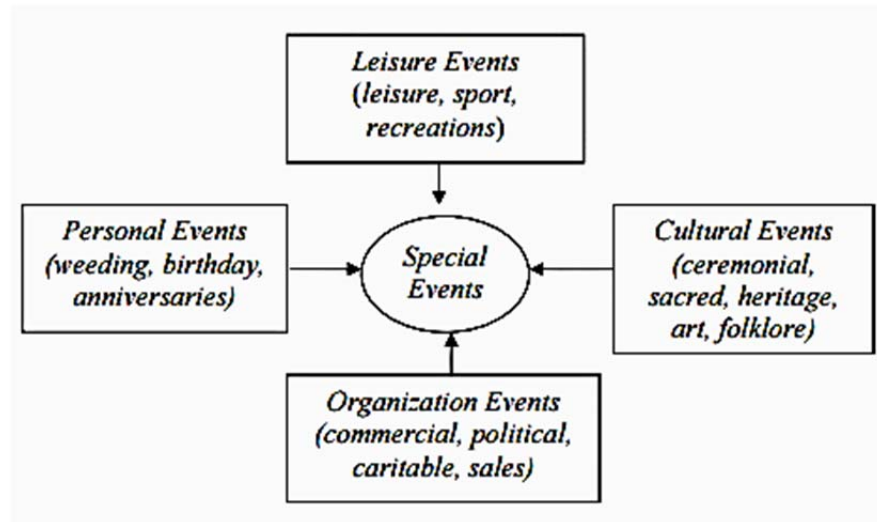 Leisure Events
(leisure, sport,
recreations)
Personal Events
(weeding, birthday,
anniversaries)
Special
Events
Cultural Events
(ceremonial,
sacred, heritage,
art, folklore)
Organization Events
(commercial, political,
caritable, sales)